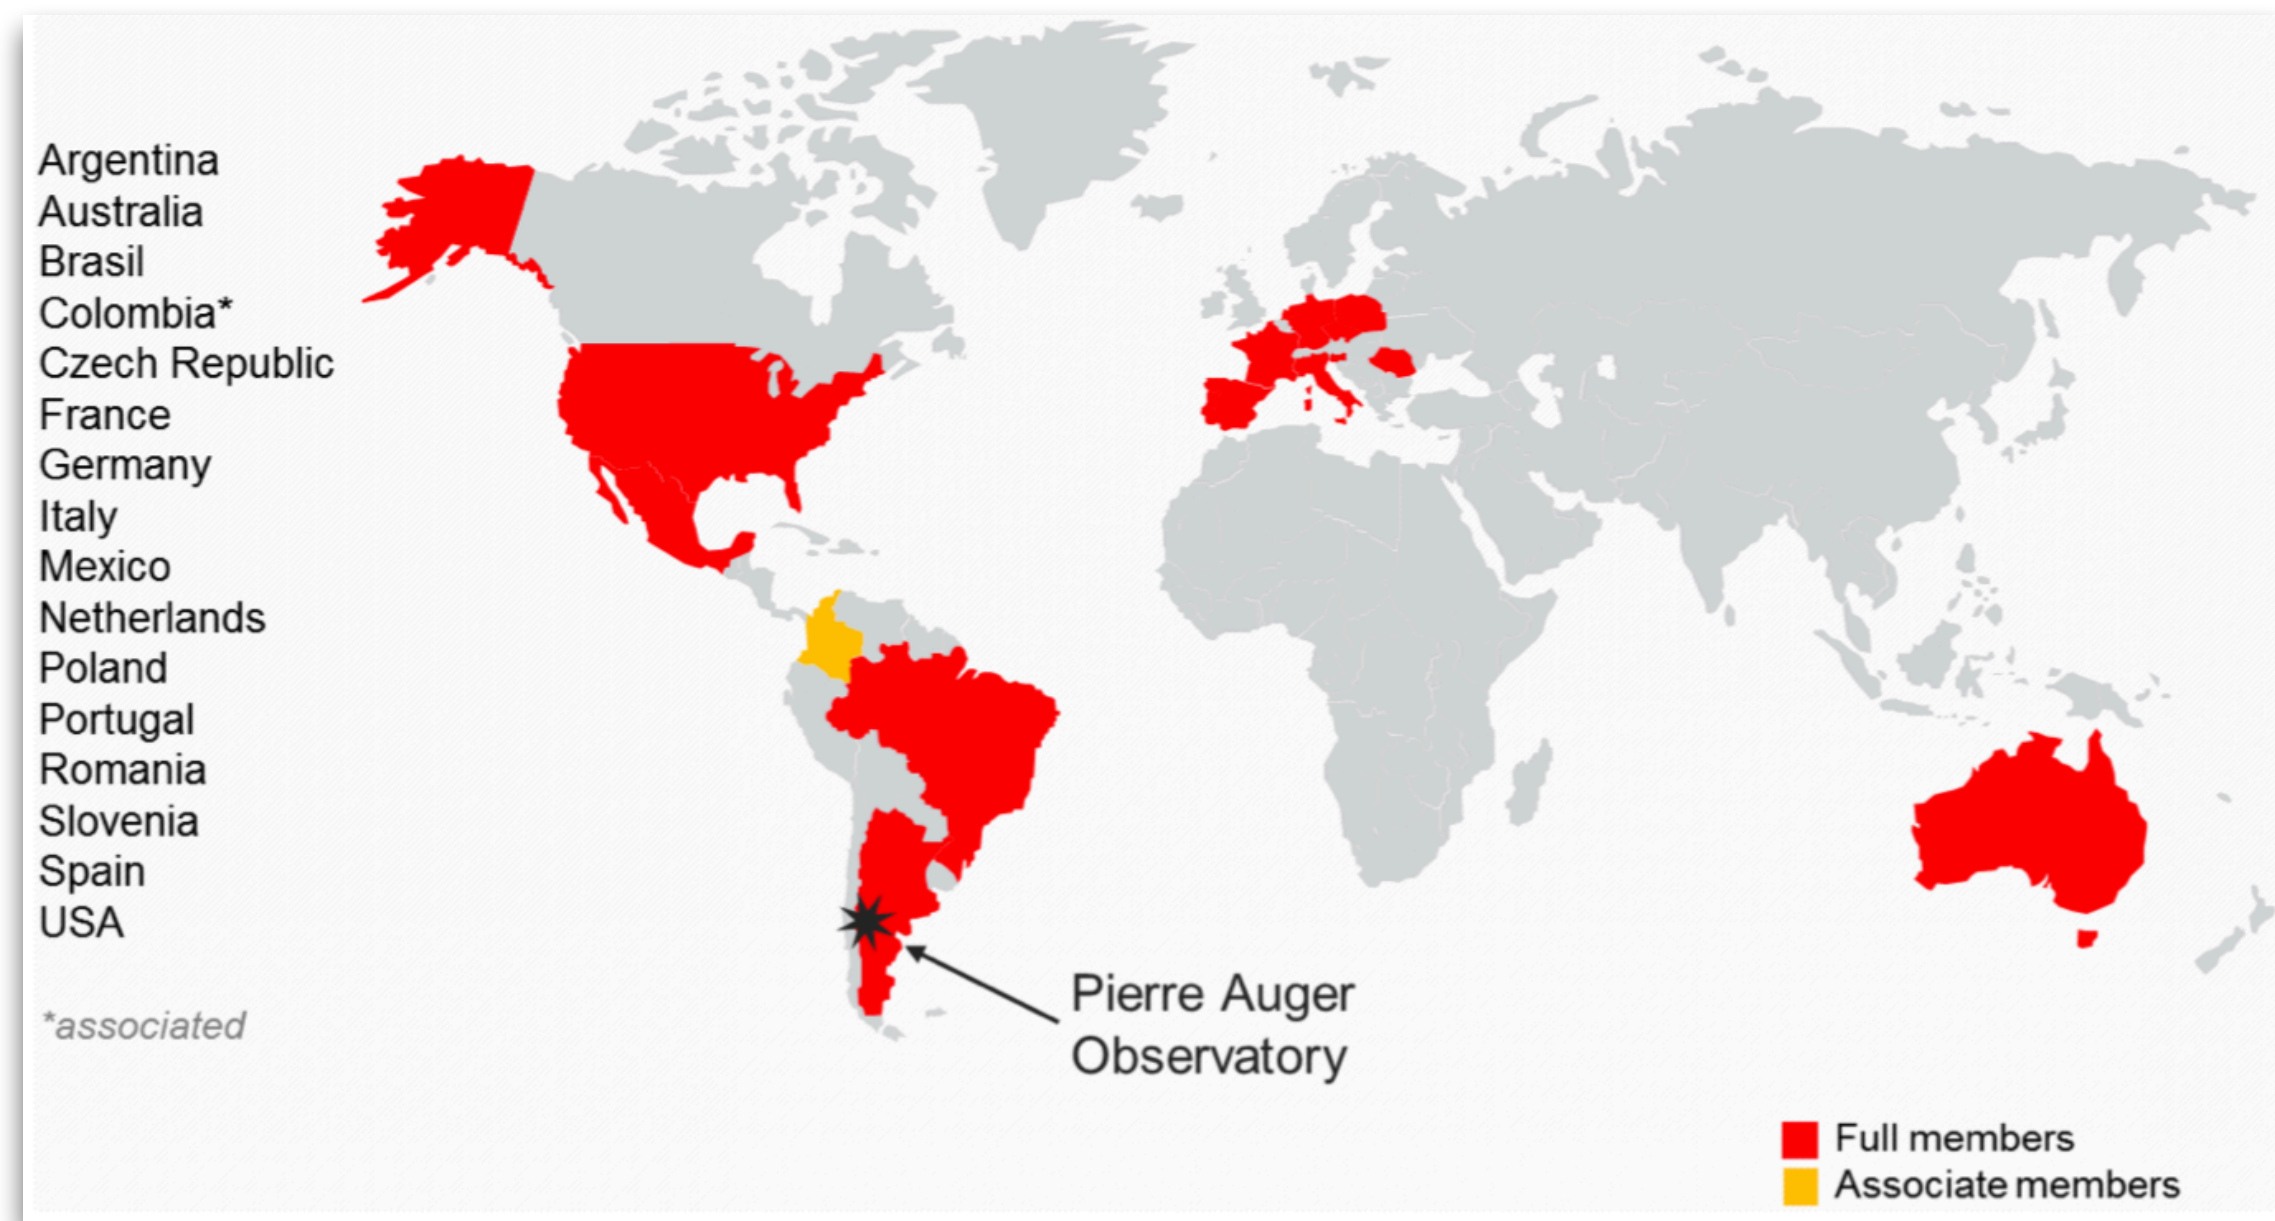 Argentina
Australia
Brasil
Colombia*
Czech Republic
France
Germany
Italy
Mexico
Netherlands
Poland
Portugal
Romania
Slovenia
Spain
USA
*associated
Pierre Auger
Observatory
Full members
Associate members